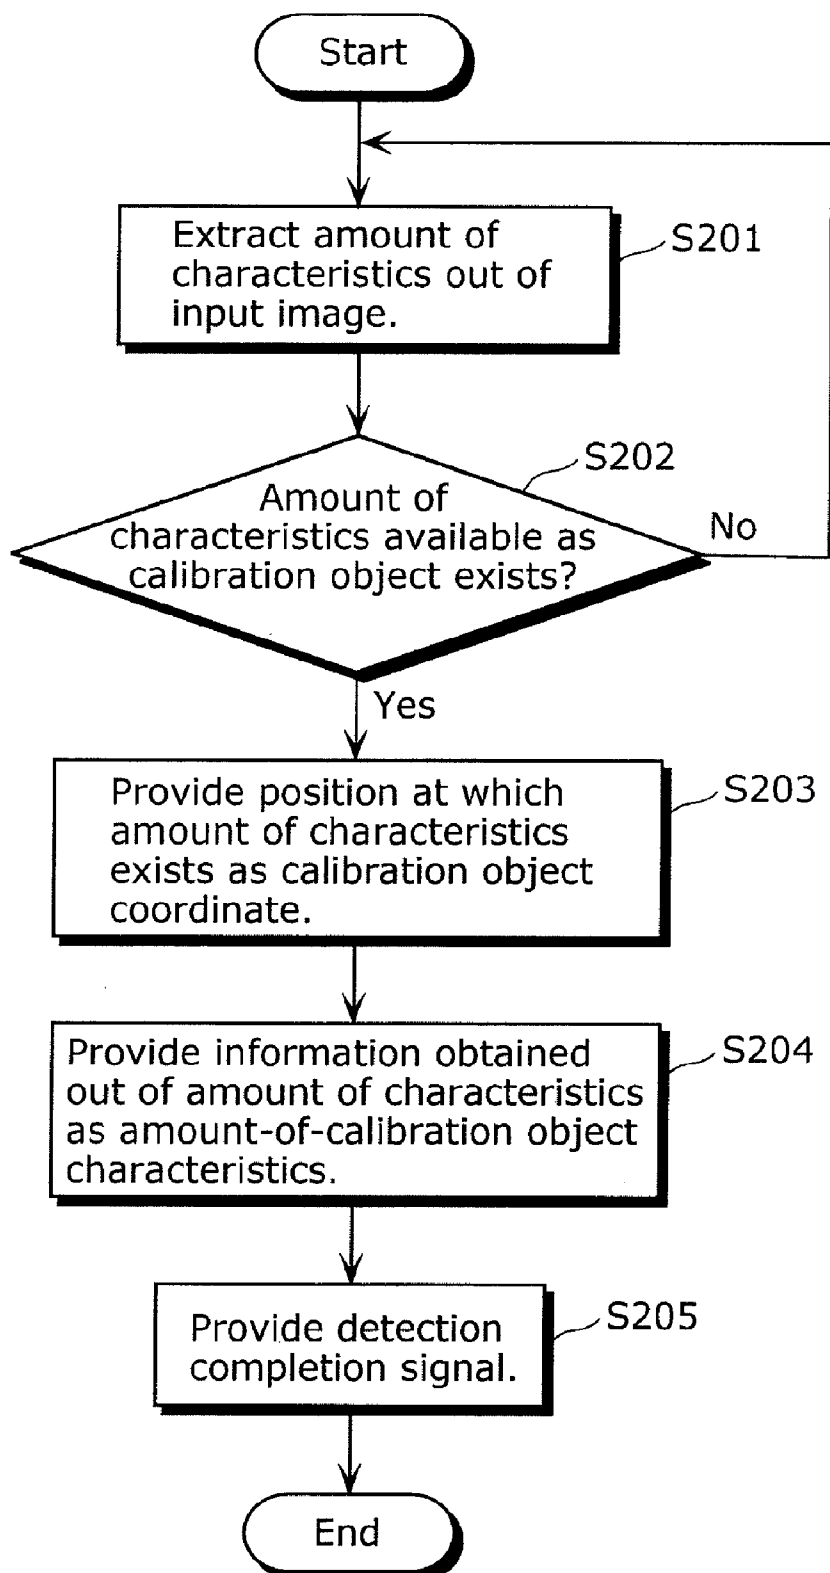 Start
Extract amount of
characteristics out of
input image.
S201
S202
Amount of
characteristics available as
calibration object exists?
No
Yes
Provide position at which
amount of characteristics
exists as calibration object
coordinate.
S203
Provide information obtained
out of amount of characteristics
as amount-of-calibration object
characteristics.
S204
Provide detection
completion signal.
S205
End